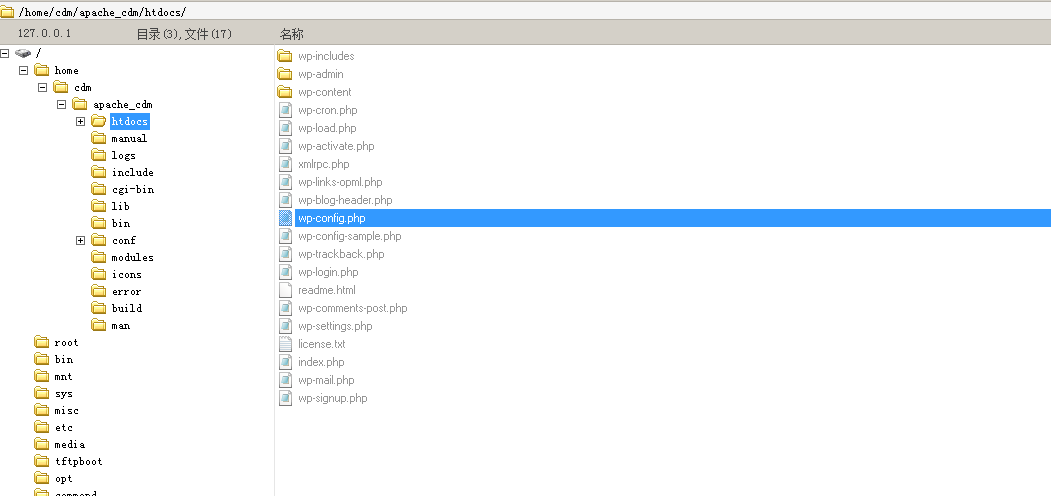 /home/cdm/apache_cdm/htdocs/
127.0.0.1 目录(3),文件(17) 名称
/
home
cdm
apache_cdm
htdocs
manual
logs
include
cgi-bin
lib
bin
conf
modules
icons
error
build
man
root
bin
mnt
sys
misc
etc
media
tftpboot
opt
command
wp-includes
wp-admin
wp-content
wp-cron.php
wp-load.php
wp-activate.php
xmlrpc.php
wp-links-opml.php
wp-blog-header.php
wp-config.php
wp-config-sample.php
wp-trackback.php
wp-login.php
readme.html
wp-comments-post.php
wp-settings.php
license.txt
index.php
wp-mail.php
wp-signup.php